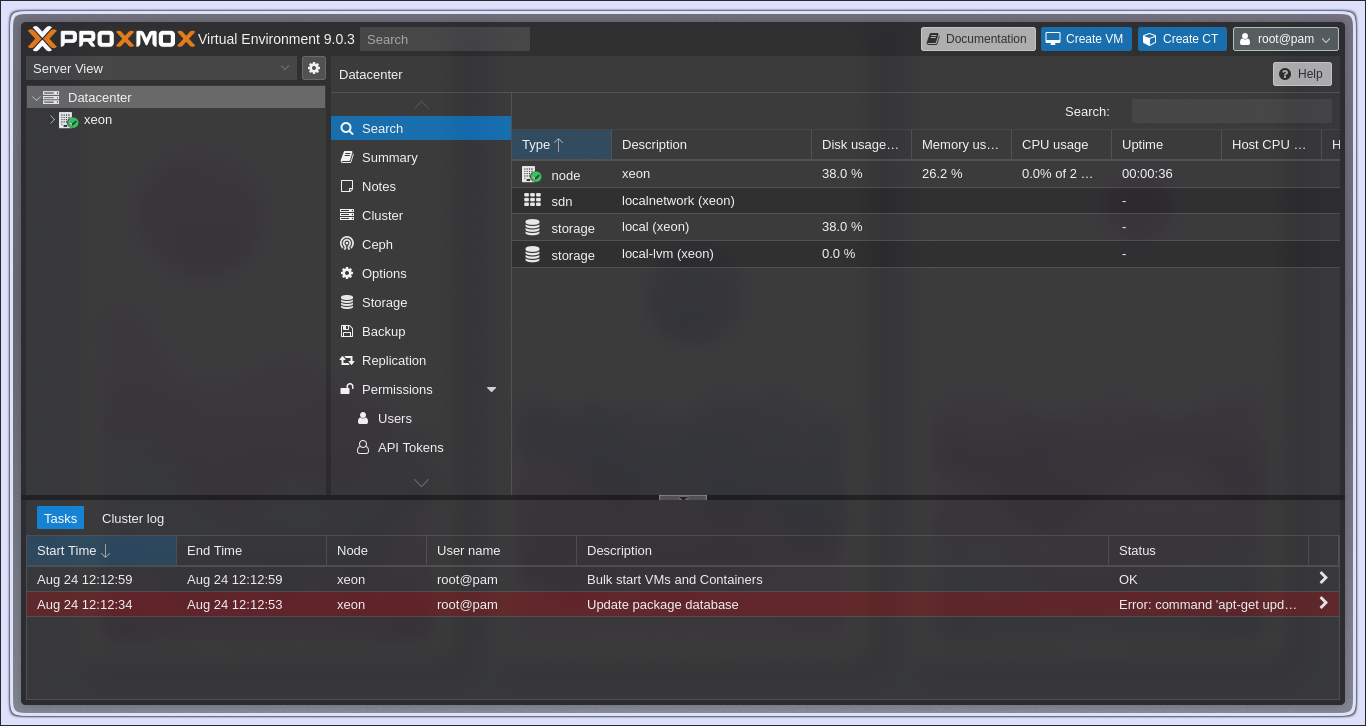 PROXMOX Virtual Environment 9.0.3 Search Documentation Create VM Create CT root@pam
Server View
Datacenter
xeon
Datacenter Help
Search
Summary
Notes
Cluster
Ceph
Options
Storage
Backup
Replication
Permissions
Users
API Tokens
Search:
Type Description Disk usage... Memory us... CPU usage Uptime Host CPU ... H
node xeon 38.0 % 26.2 % 0.0% of 2 ... 00:00:36
sdn localnetwork (xeon) -
storage local (xeon) 38.0 % -
storage local-lvm (xeon) 0.0 % -
Tasks Cluster log
Start Time End Time Node User name Description Status
Aug 24 12:12:59 Aug 24 12:12:59 xeon root@pam Bulk start VMs and Containers OK
Aug 24 12:12:34 Aug 24 12:12:53 xeon root@pam Update package database Error: command 'apt-get upd...